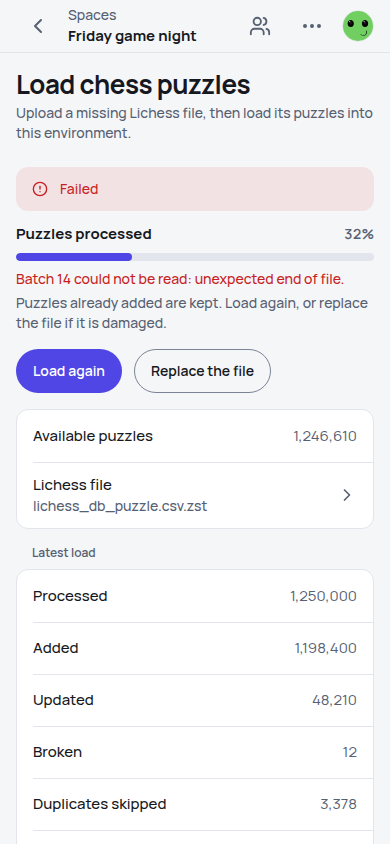 Spaces
Friday game night
Load chess puzzles
Upload a missing Lichess file, then load its puzzles into
this environment.
Failed
Puzzles processed 32%
Batch 14 could not be read: unexpected end of file.
Puzzles already added are kept. Load again, or replace
the file if it is damaged.
Load again Replace the file
Available puzzles 1,246,610
Lichess file
lichess_db_puzzle.csv.zst
Latest load
Processed 1,250,000
Added 1,198,400
Updated 48,210
Broken 12
Duplicates skipped 3,378